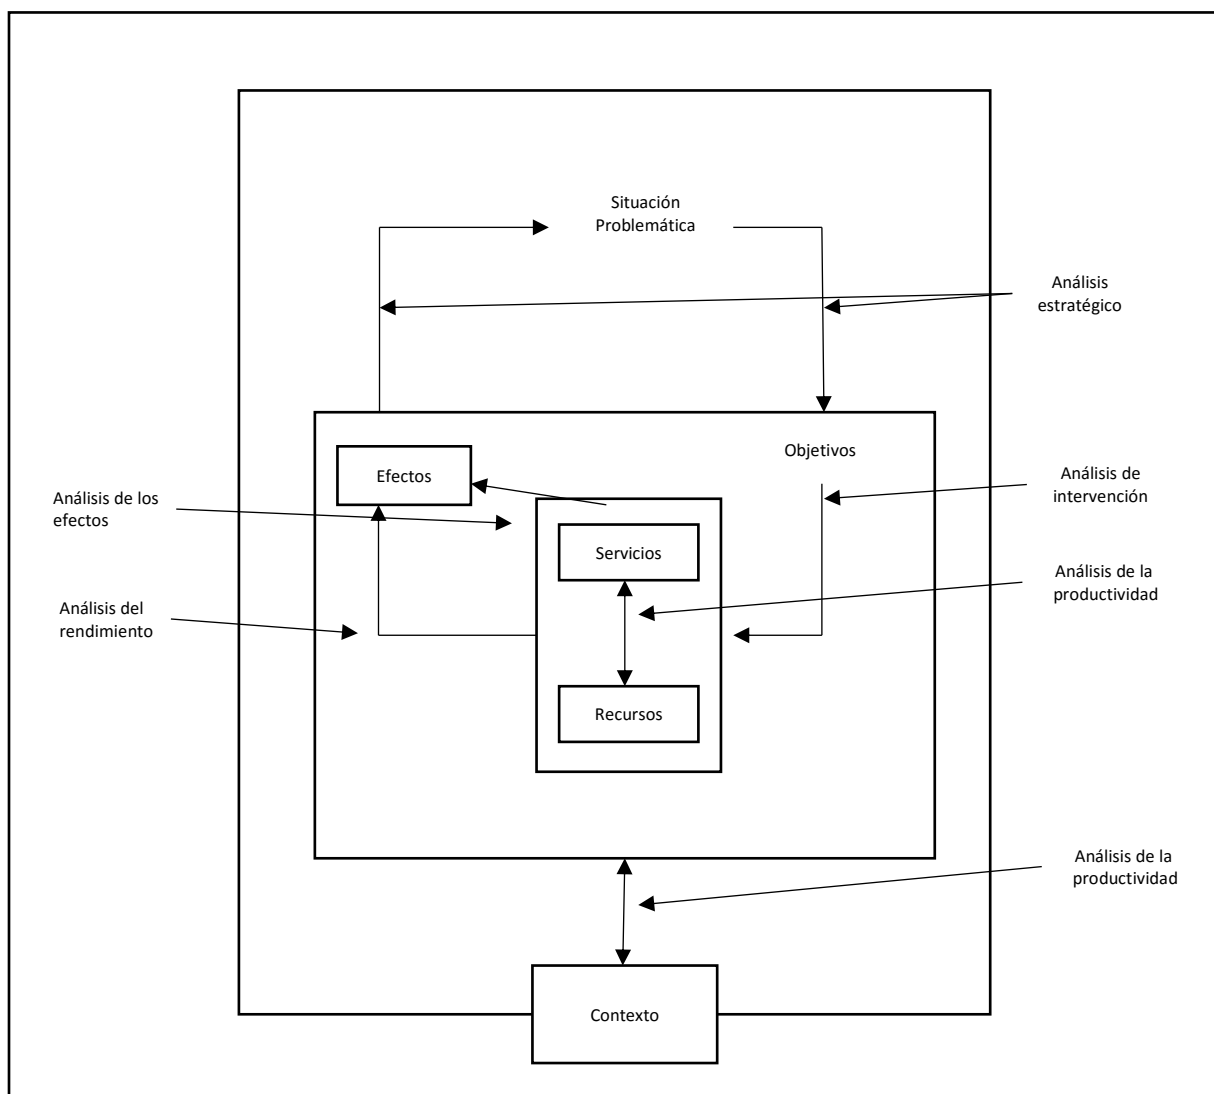 Situación
Problemática
Análisis
estratégico
Objetivos
Efectos
Análisis de
intervención
Análisis de los
efectos
Servicios
Análisis de la
productividad
Análisis del
rendimiento
Recursos
Análisis de la
productividad
Contexto